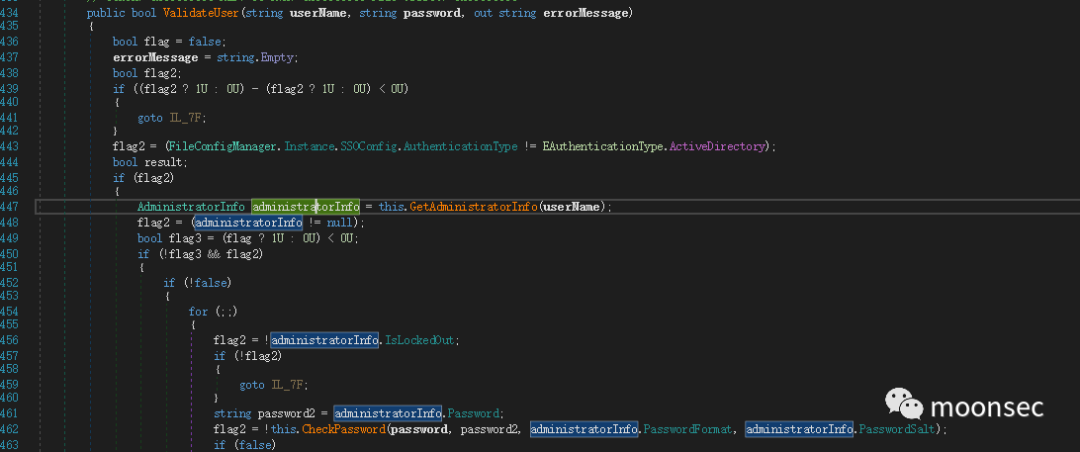 434 public bool ValidateUser(string userName, string password, out string errorMessage)
435 {
436 bool flag = false;
437 errorMessage = string.Empty;
438 bool flag2;
439 if ((flag2 ? 1U : 0U) - (flag2 ? 1U : 0U) < 0U)
440 {
441 goto IL_7F;
442 }
443 flag2 = (FileConfigManager.Instance.SSOConfig.AuthenticationType != EAuthenticationType.ActiveDirectory);
444 bool result;
445 if (flag2)
446 {
447 AdministratorInfo administratorInfo = this.GetAdministratorInfo(userName);
448 flag2 = (administratorInfo != null);
449 bool flag3 = (flag ? 1U : 0U) < 0U;
450 if (!flag3 && flag2)
451 {
452 if (!false)
453 {
454 for (;;)
455 {
456 flag2 = !administratorInfo.IsLockedOut;
457 if (!flag2)
458 {
459 goto IL_7F;
460 }
461 string password2 = administratorInfo.Password;
462 flag2 = !this.CheckPassword(password, password2, administratorInfo.PasswordFormat, administratorInfo.PasswordSalt);
463 if (false)
moonsec